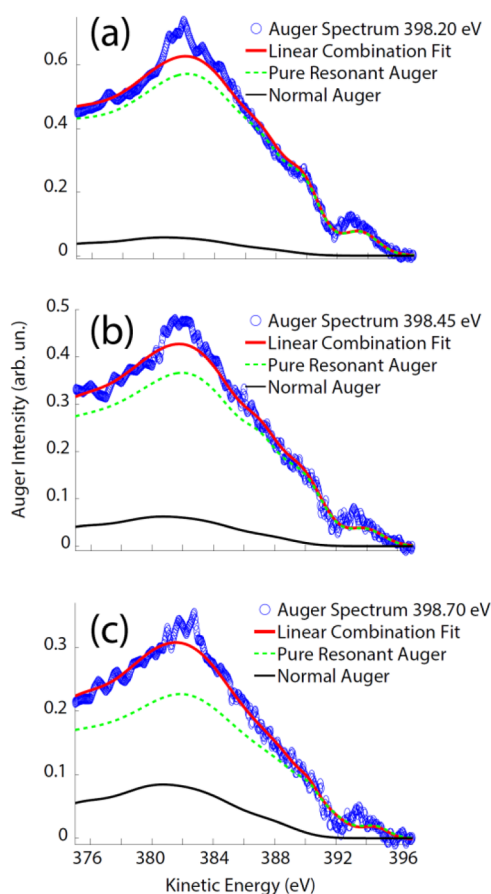 (a)
Auger Spectrum 398.20 eV
Linear Combination Fit
Pure Resonant Auger
Normal Auger
0.6
0.4
0.2
0
(b)
Auger Spectrum 398.45 eV
Linear Combination Fit
Pure Resonant Auger
Normal Auger
0.5
0.4
0.3
0.2
0.1
0
Auger Intensity (arb. un.)
(c)
Auger Spectrum 398.70 eV
Linear Combination Fit
Pure Resonant Auger
Normal Auger
0.3
0.2
0.1
0
376 380 384 388 392 396
Kinetic Energy (eV)